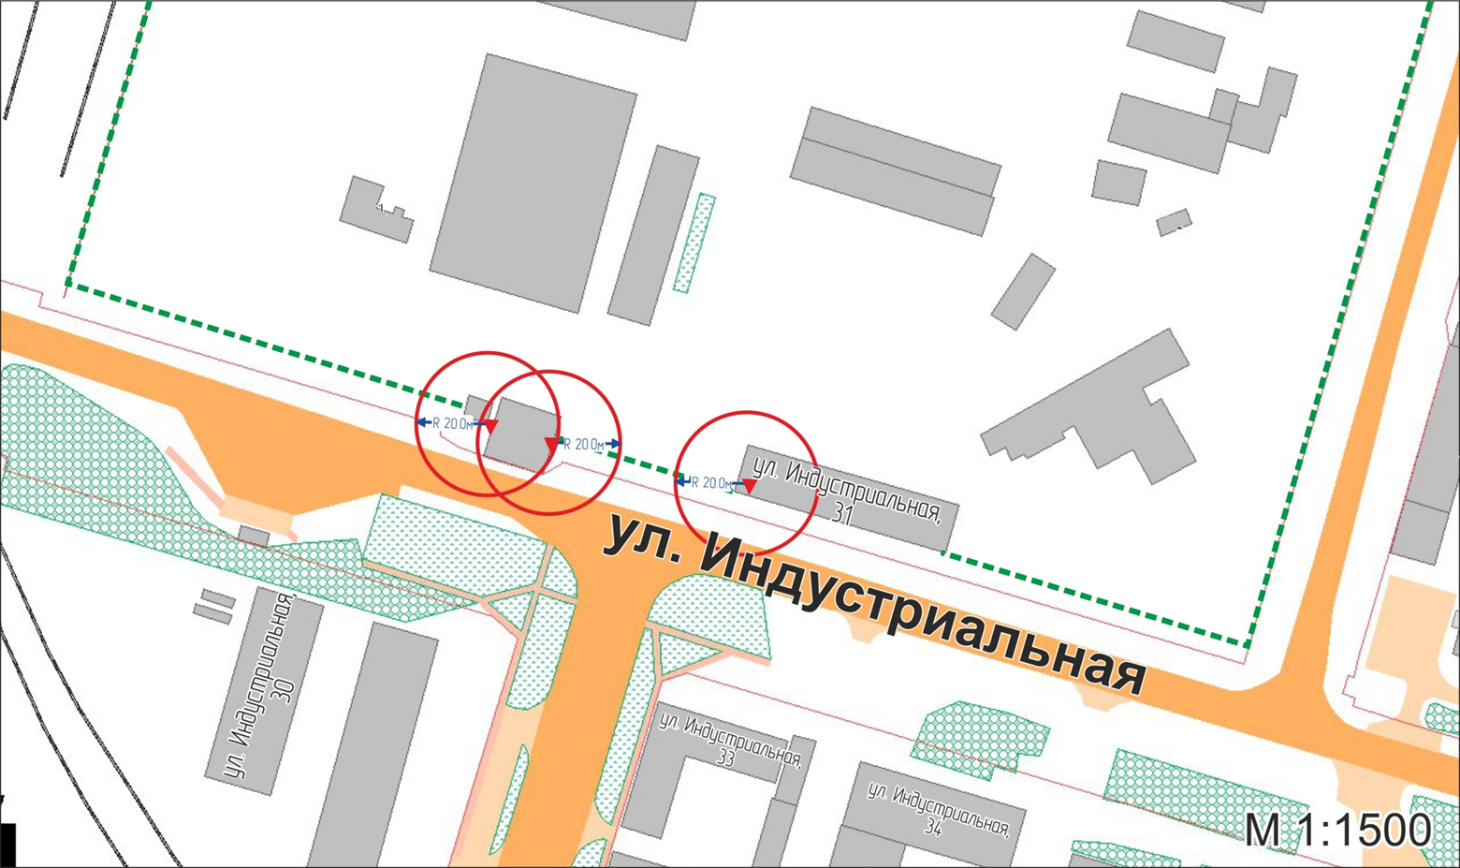 R 20.0м
R 20.0м
R 20.0м
ул. Индустриальная,
31
ул. Индустриальная
ул. Индустриальная,
30
ул. Индустриальная,
33
ул. Индустриальная,
34
М 1:1500